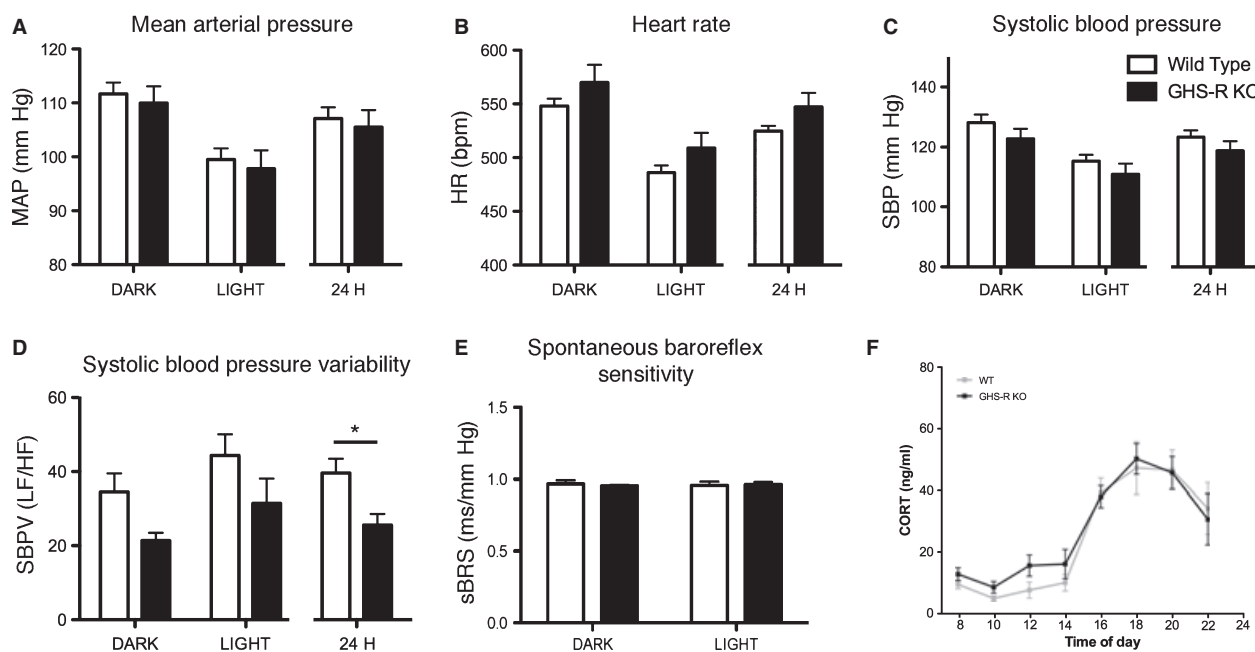 A Mean arterial pressure
MAP (mm Hg)
120
110
100
90
80
DARK LIGHT 24 H
B Heart rate
HR (bpm)
600
550
500
450
400
DARK LIGHT 24 H
C Systolic blood pressure
Wild Type
GHS-R KO
SBP (mm Hg)
140
120
100
80
DARK LIGHT 24 H
D Systolic blood pressure variability
SBPV (LF/HF)
60
40
20
0
*
DARK LIGHT 24 H
E Spontaneous baroreflex
sensitivity
sBRS (ms/mm Hg)
1.5
1.0
0.5
0.0
DARK LIGHT
F
WT
GHS-R KO
CORT (ng/ml)
80
60
40
20
0
8 10 12 14 16 18 20 22 24
Time of day